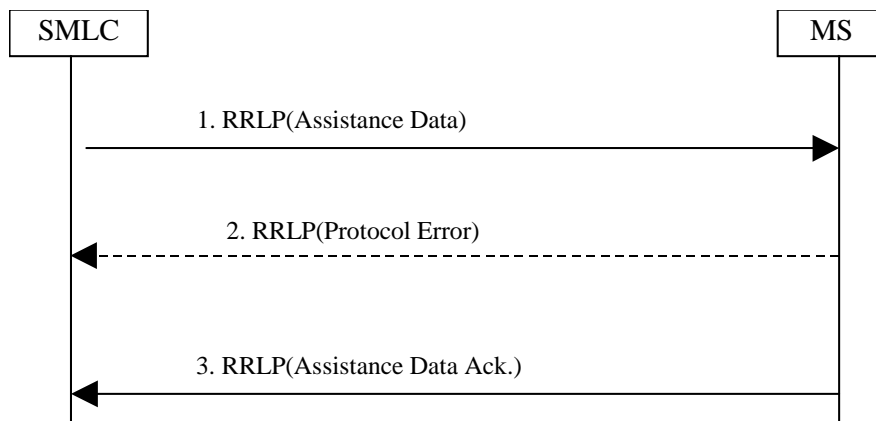 SMLC
MS
1. RRLP(Assistance Data)
2. RRLP(Protocol Error)
3. RRLP(Assistance Data Ack.)